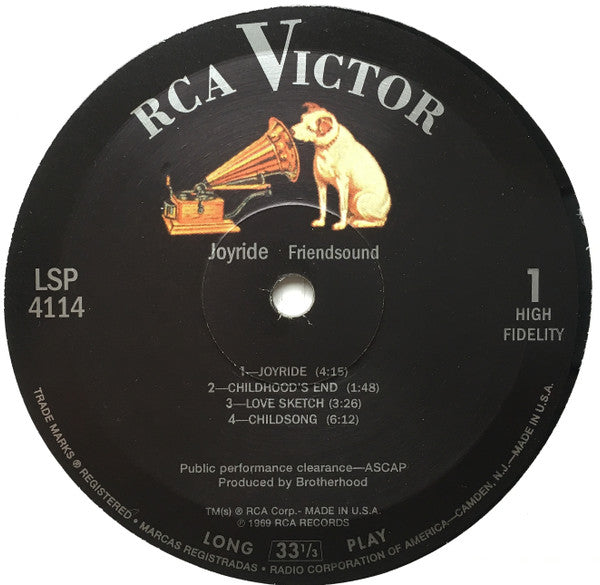 RCA VICTOR
Joyride Friendsound
LSP
4114
1
HIGH
FIDELITY
1—JOYRIDE (4:15)
2—CHILDHOOD'S END (1:48)
3—LOVE SKETCH (3:26)
4—CHILDSONG (6:12)
Public performance clearance—ASCAP
Produced by Brotherhood
TM(s) ® RCA Corp.- MADE IN U.S.A.
℗ 1969 RCA RECORDS
LONG 33 1/3 PLAY
TRADE MARKS ® REGISTERED • MARCAS REGISTRADAS • RADIO CORPORATION OF AMERICA—CAMDEN, N.J.—MADE IN U.S.A.